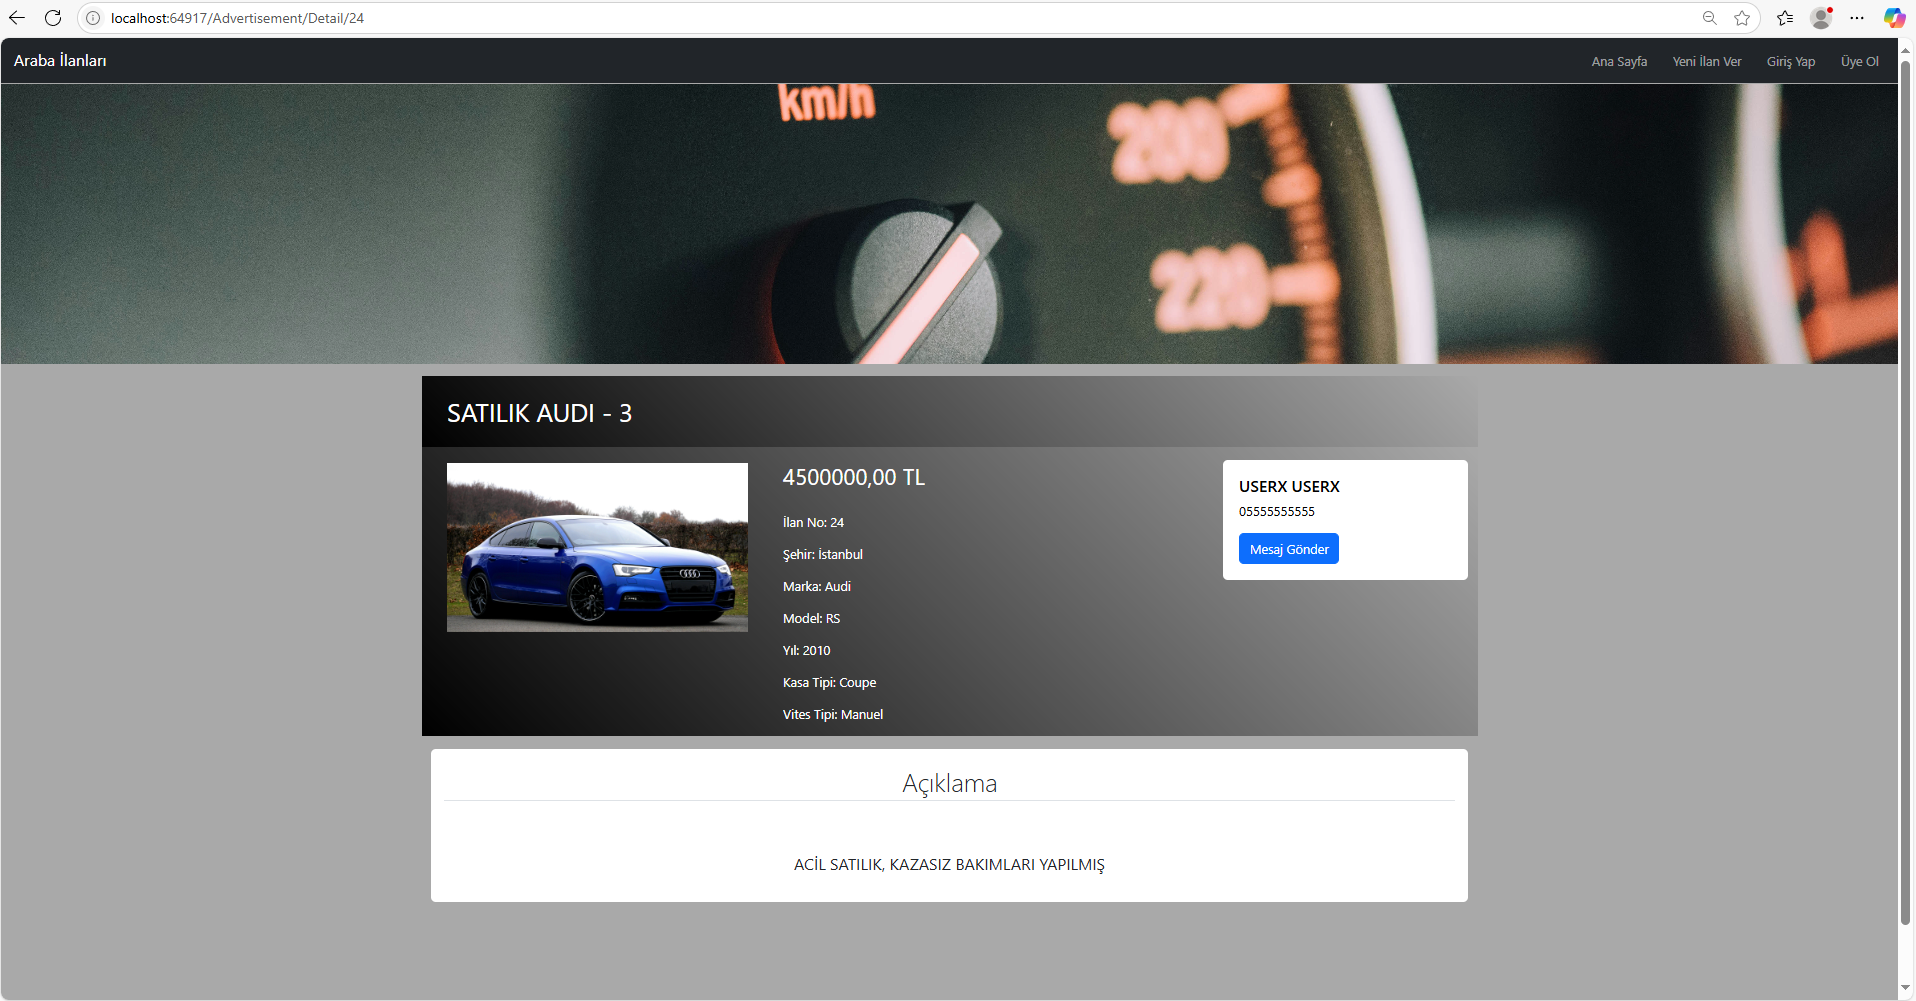 localhost:64917/Advertisement/Detail/24
Araba İlanları
Ana Sayfa
Yeni İlan Ver
Giriş Yap
Üye Ol
km/h
200
220
SATILIK AUDI - 3
4500000,00 TL
İlan No: 24
Şehir: İstanbul
Marka: Audi
Model: RS
Yıl: 2010
Kasa Tipi: Coupe
Vites Tipi: Manuel
USERX USERX
05555555555
Mesaj Gönder
Açıklama
ACİL SATILIK, KAZASIZ BAKIMLARI YAPILMIŞ